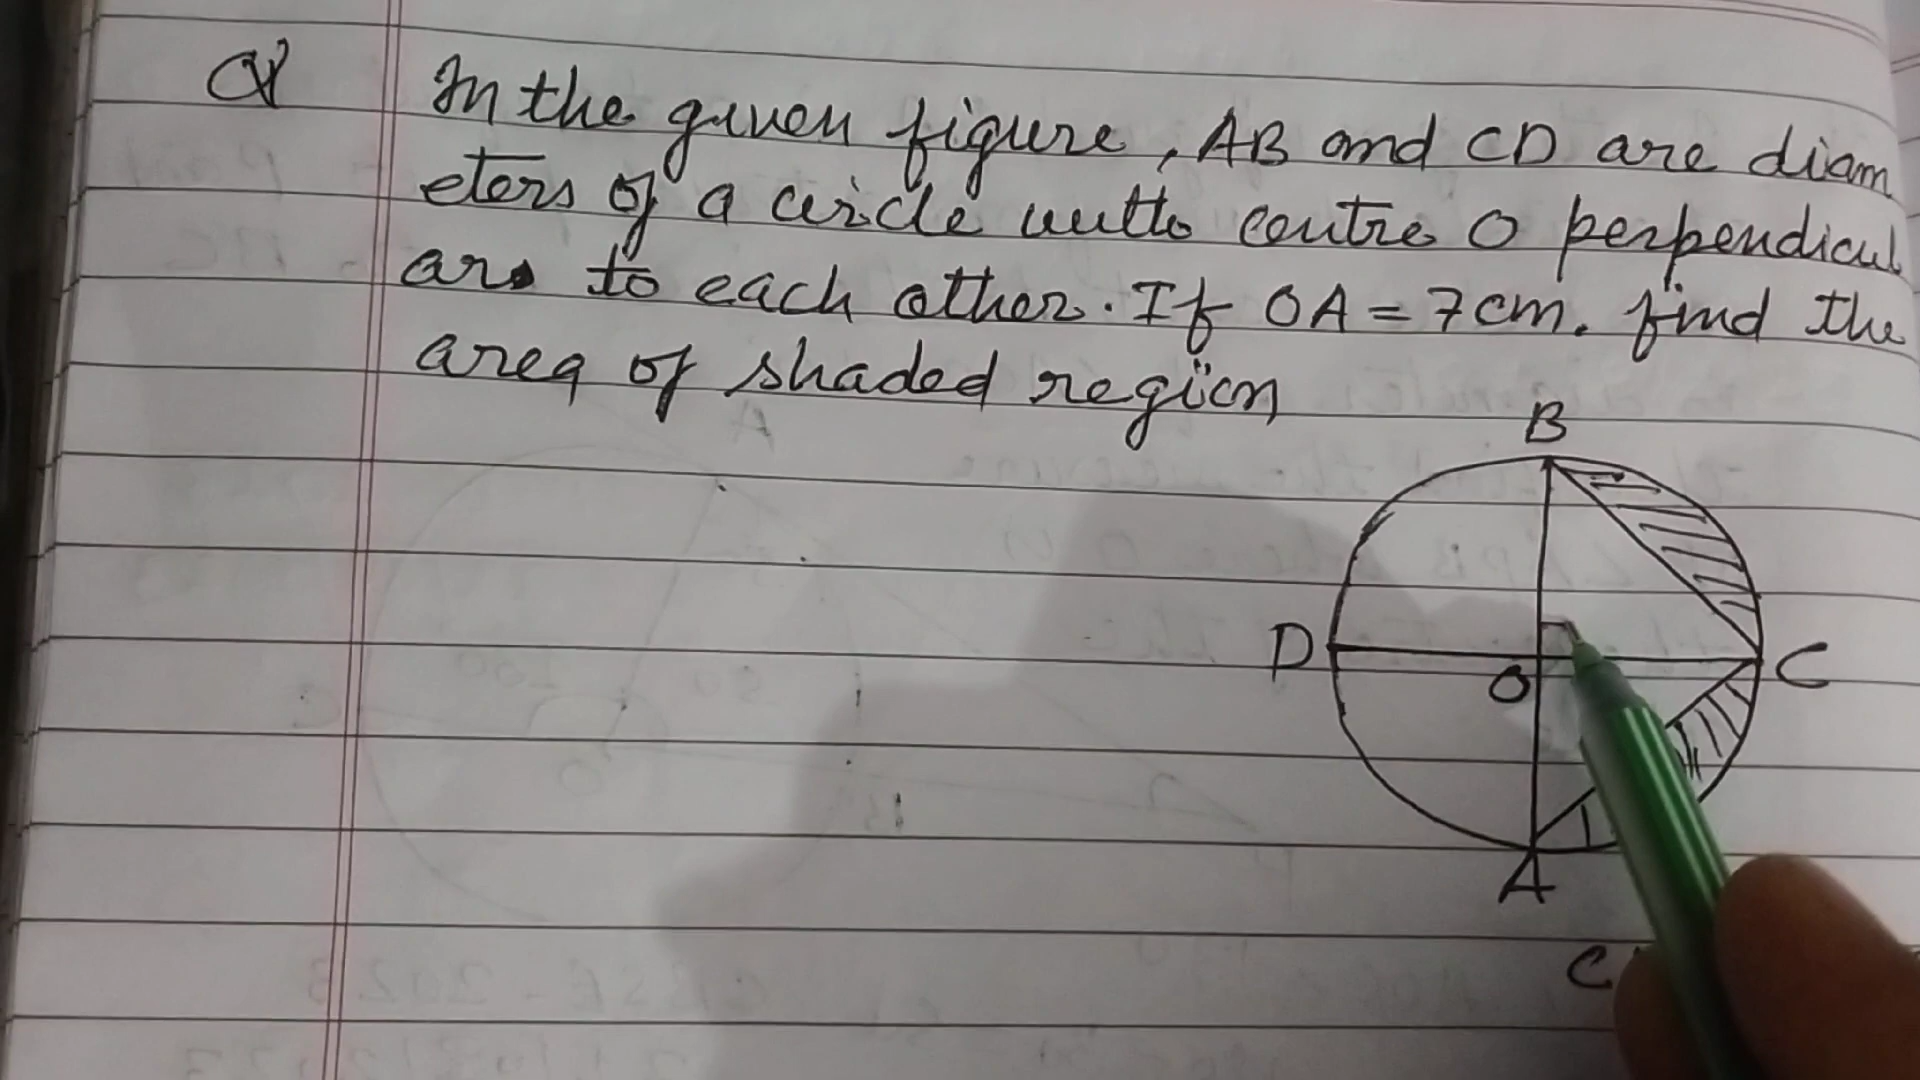 Q
In the given figure, AB and CD are diam
eters of a circle with centre O perpendicul
ar to each other. If OA = 7cm. find the
area of shaded region
B
D
O
C
A
C